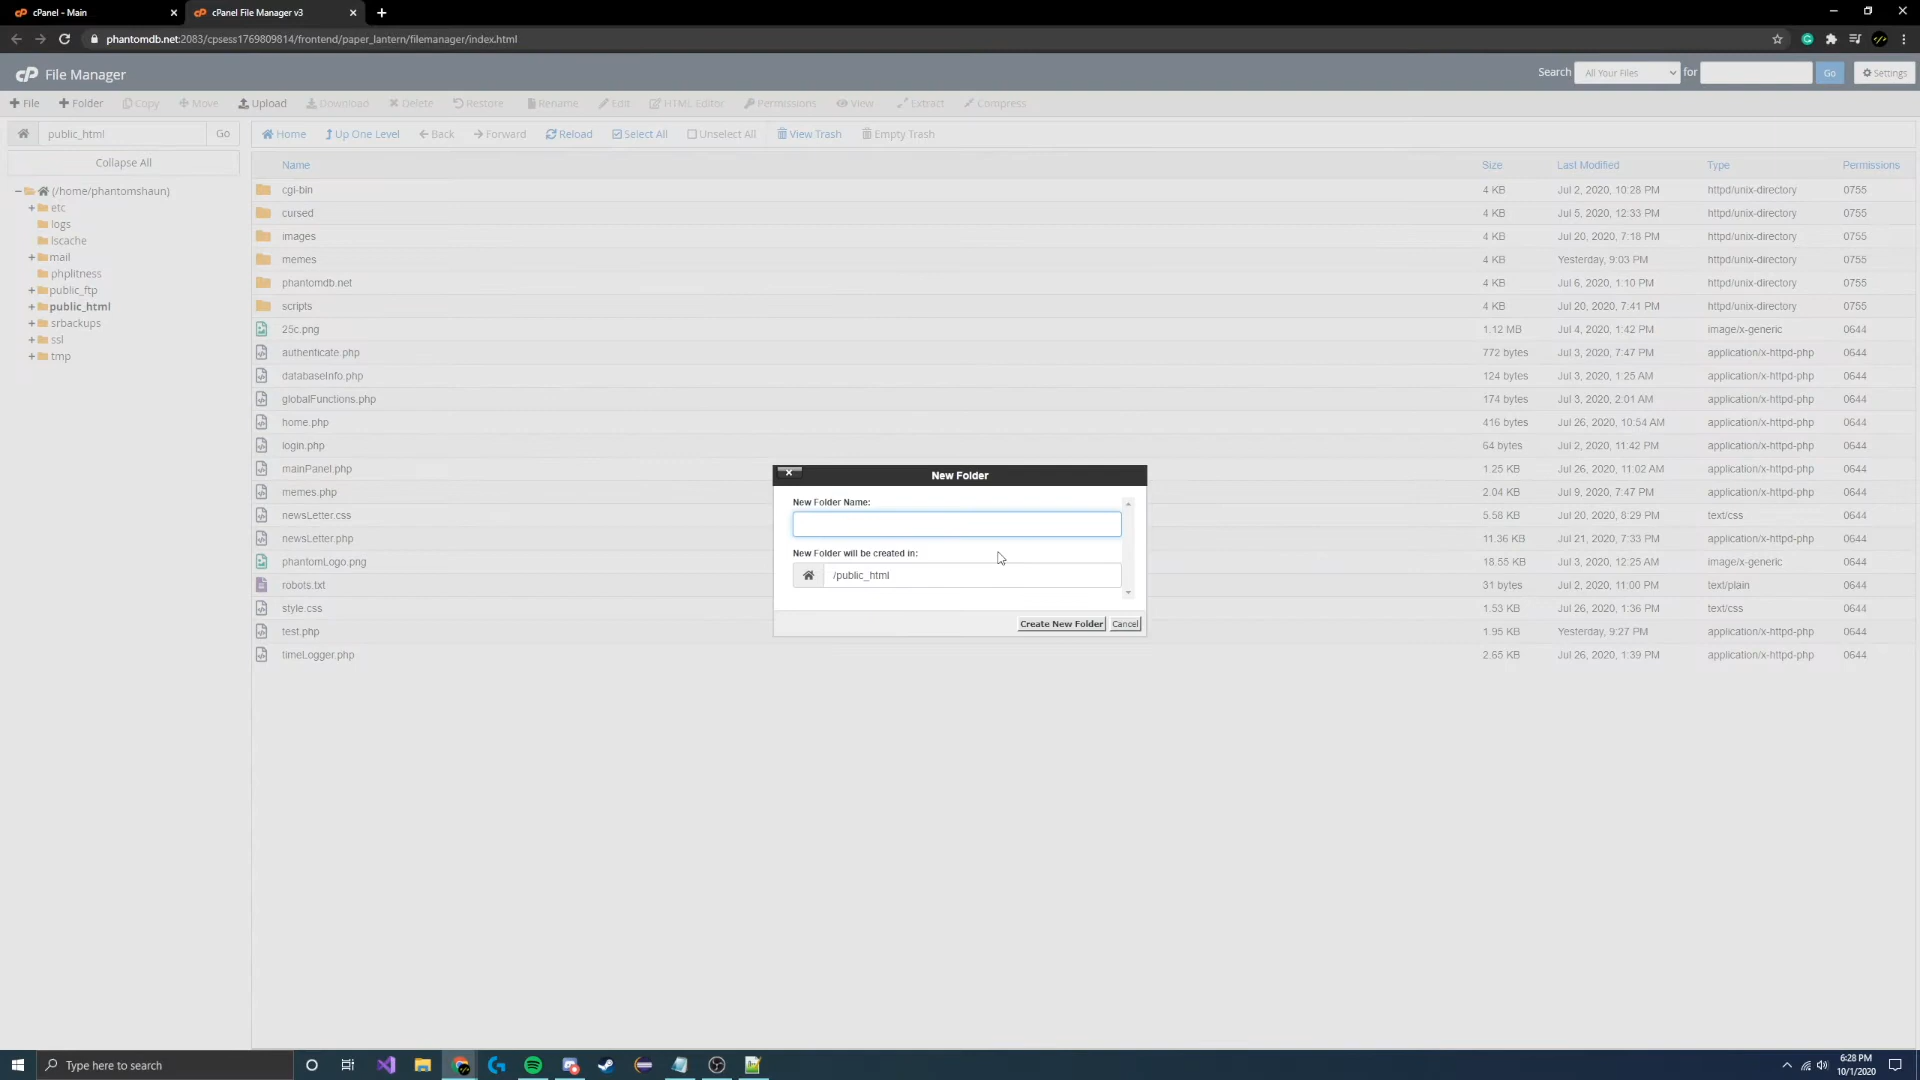 cPanel - Main
cPanel File Manager v3
phantomdb.net:2083/cpsess1769809814/frontend/paper_lantern/filemanager/index.html
cP File Manager
Search All Your Files for Go Settings
File Folder Copy Move Upload Download Delete Restore Rename Edit HTML Editor Permissions View Extract Compress
public_html Go
Home Up One Level Back Forward Reload Select All Unselect All View Trash Empty Trash
Collapse All
(/home/phantomshaun)
etc
logs
lscache
mail
phplitness
public_ftp
public_html
srbackups
ssl
tmp
Name Size Last Modified Type Permissions
cgi-bin 4 KB Jul 2, 2020, 10:28 PM httpd/unix-directory 0755
cursed 4 KB Jul 5, 2020, 12:33 PM httpd/unix-directory 0755
images 4 KB Jul 20, 2020, 7:18 PM httpd/unix-directory 0755
memes 4 KB Yesterday, 9:03 PM httpd/unix-directory 0755
phantomdb.net 4 KB Jul 6, 2020, 1:10 PM httpd/unix-directory 0755
scripts 4 KB Jul 20, 2020, 7:41 PM httpd/unix-directory 0755
25c.png 1.12 MB Jul 4, 2020, 1:42 PM image/x-generic 0644
authenticate.php 772 bytes Jul 3, 2020, 7:47 PM application/x-httpd-php 0644
databaseInfo.php 124 bytes Jul 3, 2020, 1:25 AM application/x-httpd-php 0644
globalFunctions.php 174 bytes Jul 3, 2020, 2:01 AM application/x-httpd-php 0644
home.php 416 bytes Jul 26, 2020, 10:54 AM application/x-httpd-php 0644
login.php 64 bytes Jul 2, 2020, 11:42 PM application/x-httpd-php 0644
mainPanel.php 1.25 KB Jul 26, 2020, 11:02 AM application/x-httpd-php 0644
memes.php 2.04 KB Jul 9, 2020, 7:47 PM application/x-httpd-php 0644
newsLetter.css 5.58 KB Jul 20, 2020, 8:29 PM text/css 0644
newsLetter.php 11.36 KB Jul 21, 2020, 7:33 PM application/x-httpd-php 0644
phantomLogo.png 18.55 KB Jul 3, 2020, 12:25 AM image/x-generic 0644
robots.txt 31 bytes Jul 2, 2020, 11:00 PM text/plain 0644
style.css 1.53 KB Jul 26, 2020, 1:36 PM text/css 0644
test.php 1.95 KB Yesterday, 9:27 PM application/x-httpd-php 0644
timeLogger.php 2.65 KB Jul 26, 2020, 1:39 PM application/x-httpd-php 0644
New Folder
New Folder Name:
New Folder will be created in:
/public_html
Create New Folder Cancel
Type here to search
6:28 PM
10/1/2020